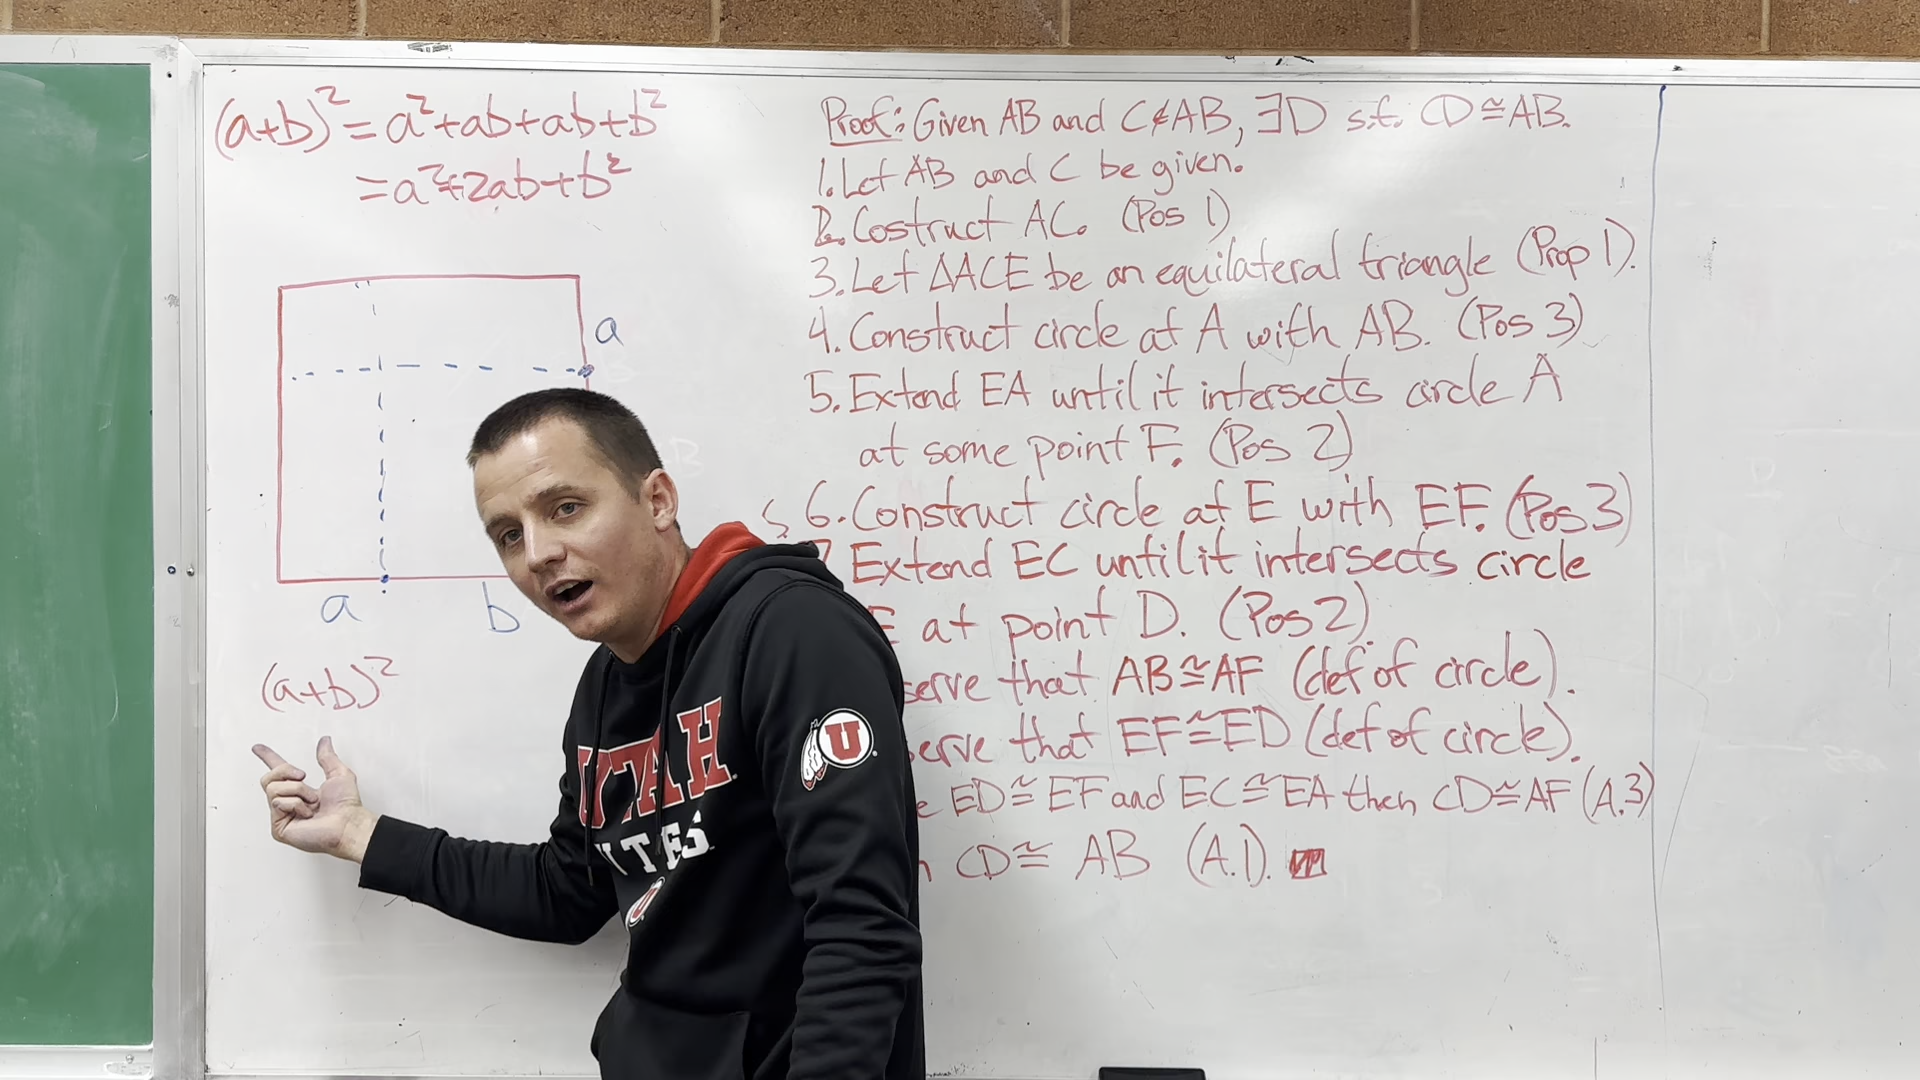 (a+b)² = a²+ab+ab+b²
= a²+2ab+b²
a
a b
(a+b)²
Proof: Given AB and C∉AB, ∃D s.t. CD≅AB.
1. Let AB and C be given.
2. Costruct AC. (Pos 1)
3. Let ΔACE be an equilateral triangle (Prop 1).
4. Construct circle at A with AB. (Pos 3)
5. Extend EA until it intersects circle A
at some point F. (Pos 2)
6. Construct circle at E with EF. (Pos 3)
7. Extend EC until it intersects circle
E at point D. (Pos 2)
serve that AB≅AF (def of circle).
serve that EF≅ED (def of circle).
e ED≅EF and EC≅EA then CD≅AF (A.3)
n CD≅ AB (A.1).
UTAH
UTES
U
U